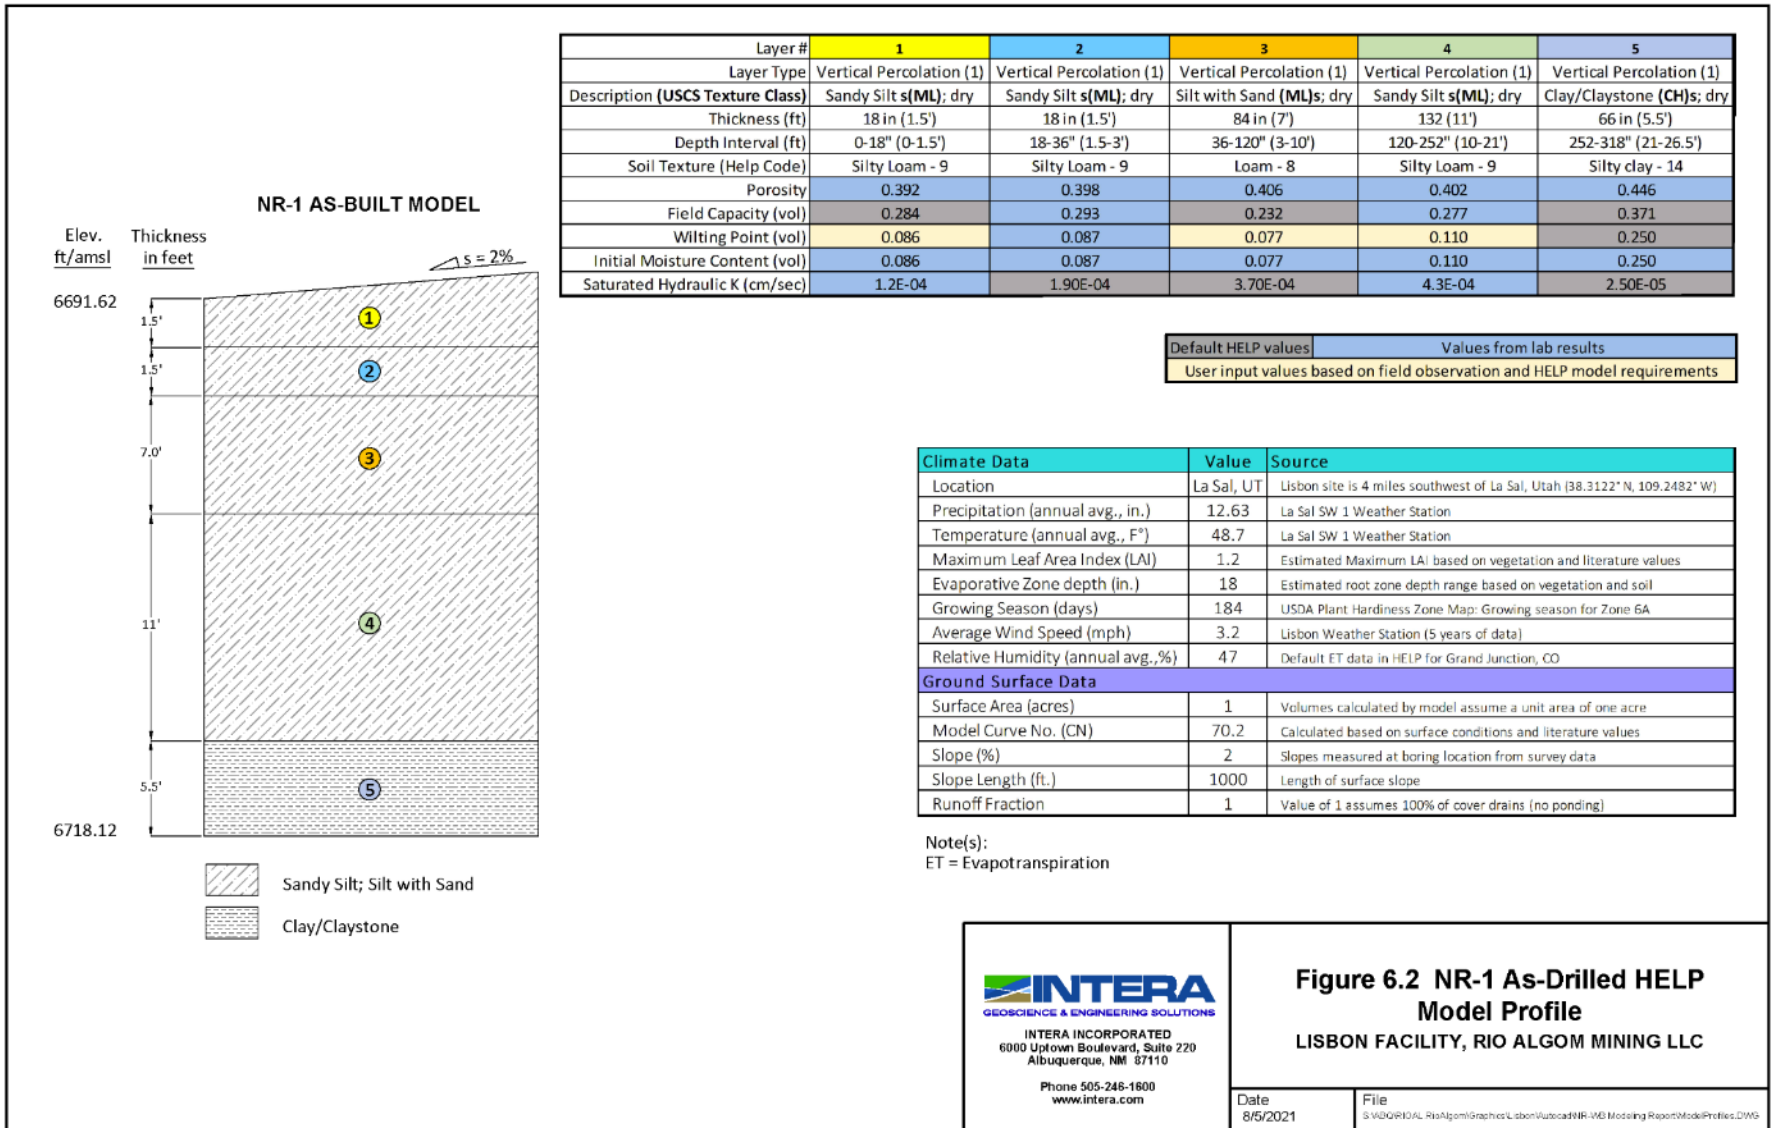 Layer # 1 2 3 4 5
Layer Type Vertical Percolation (1) Vertical Percolation (1) Vertical Percolation (1) Vertical Percolation (1) Vertical Percolation (1)
Description (USCS Texture Class) Sandy Silt s(ML); dry Sandy Silt s(ML); dry Silt with Sand (ML)s; dry Sandy Silt s(ML); dry Clay/Claystone (CH)s; dry
Thickness (ft) 18 in (1.5') 18 in (1.5') 84 in (7') 132 (11') 66 in (5.5')
Depth Interval (ft) 0-18" (0-1.5') 18-36" (1.5-3') 36-120" (3-10') 120-252" (10-21') 252-318" (21-26.5')
Soil Texture (Help Code) Silty Loam - 9 Silty Loam - 9 Loam - 8 Silty Loam - 9 Silty clay - 14
Porosity 0.392 0.398 0.406 0.402 0.446
Field Capacity (vol) 0.284 0.293 0.232 0.277 0.371
Wilting Point (vol) 0.086 0.087 0.077 0.110 0.250
Initial Moisture Content (vol) 0.086 0.087 0.077 0.110 0.250
Saturated Hydraulic K (cm/sec) 1.2E-04 1.90E-04 3.70E-04 4.3E-04 2.50E-05
Default HELP values Values from lab results
User input values based on field observation and HELP model requirements
NR-1 AS-BUILT MODEL
Elev. ft/amsl
Thickness in feet
s = 2%
6691.62
1.5'
1
1.5'
2
7.0'
3
11'
4
5.5'
5
6718.12
Sandy Silt; Silt with Sand
Clay/Claystone
Climate Data Value Source
Location La Sal, UT Lisbon site is 4 miles southwest of La Sal, Utah (38.3122° N, 109.2482° W)
Precipitation (annual avg., in.) 12.63 La Sal SW 1 Weather Station
Temperature (annual avg., F°) 48.7 La Sal SW 1 Weather Station
Maximum Leaf Area Index (LAI) 1.2 Estimated Maximum LAI based on vegetation and literature values
Evaporative Zone depth (in.) 18 Estimated root zone depth range based on vegetation and soil
Growing Season (days) 184 USDA Plant Hardiness Zone Map: Growing season for Zone 6A
Average Wind Speed (mph) 3.2 Lisbon Weather Station (5 years of data)
Relative Humidity (annual avg.,%) 47 Default ET data in HELP for Grand Junction, CO
Ground Surface Data
Surface Area (acres) 1 Volumes calculated by model assume a unit area of one acre
Model Curve No. (CN) 70.2 Calculated based on surface conditions and literature values
Slope (%) 2 Slopes measured at boring location from survey data
Slope Length (ft.) 1000 Length of surface slope
Runoff Fraction 1 Value of 1 assumes 100% of cover drains (no ponding)
Note(s):
ET = Evapotranspiration
INTERA
GEOSCIENCE & ENGINEERING SOLUTIONS
INTERA INCORPORATED
6000 Uptown Boulevard, Suite 220
Albuquerque, NM 87110
Phone 505-246-1600
www.intera.com
Figure 6.2 NR-1 As-Drilled HELP
Model Profile
LISBON FACILITY, RIO ALGOM MINING LLC
Date
8/5/2021
File
S:\ABQ\RIOAL RioAlgom\Graphics\Lisbon\Autocad\NR-WB Modeling Report\ModelProfiles.DWG